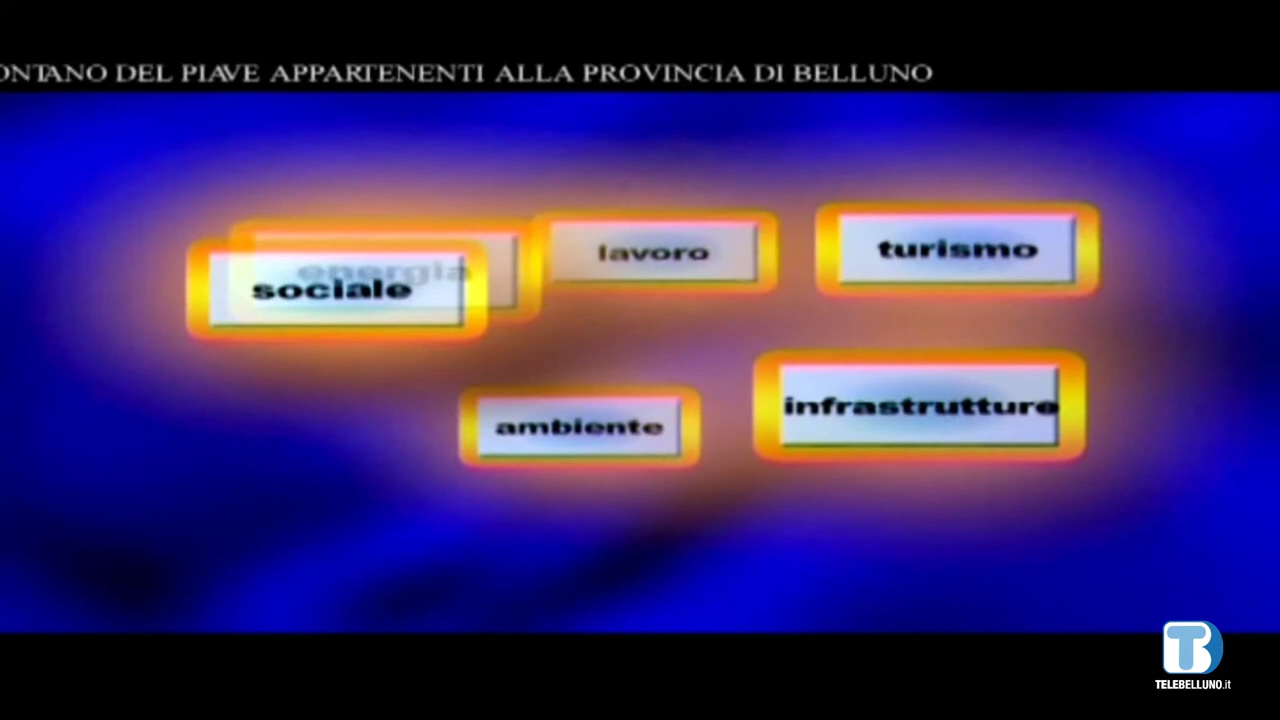 ONTANO DEL PIAVE APPARTENENTI ALLA PROVINCIA DI BELLUNO
energia
sociale
lavoro
turismo
ambiente
infrastrutture
TELEBELLUNO.it